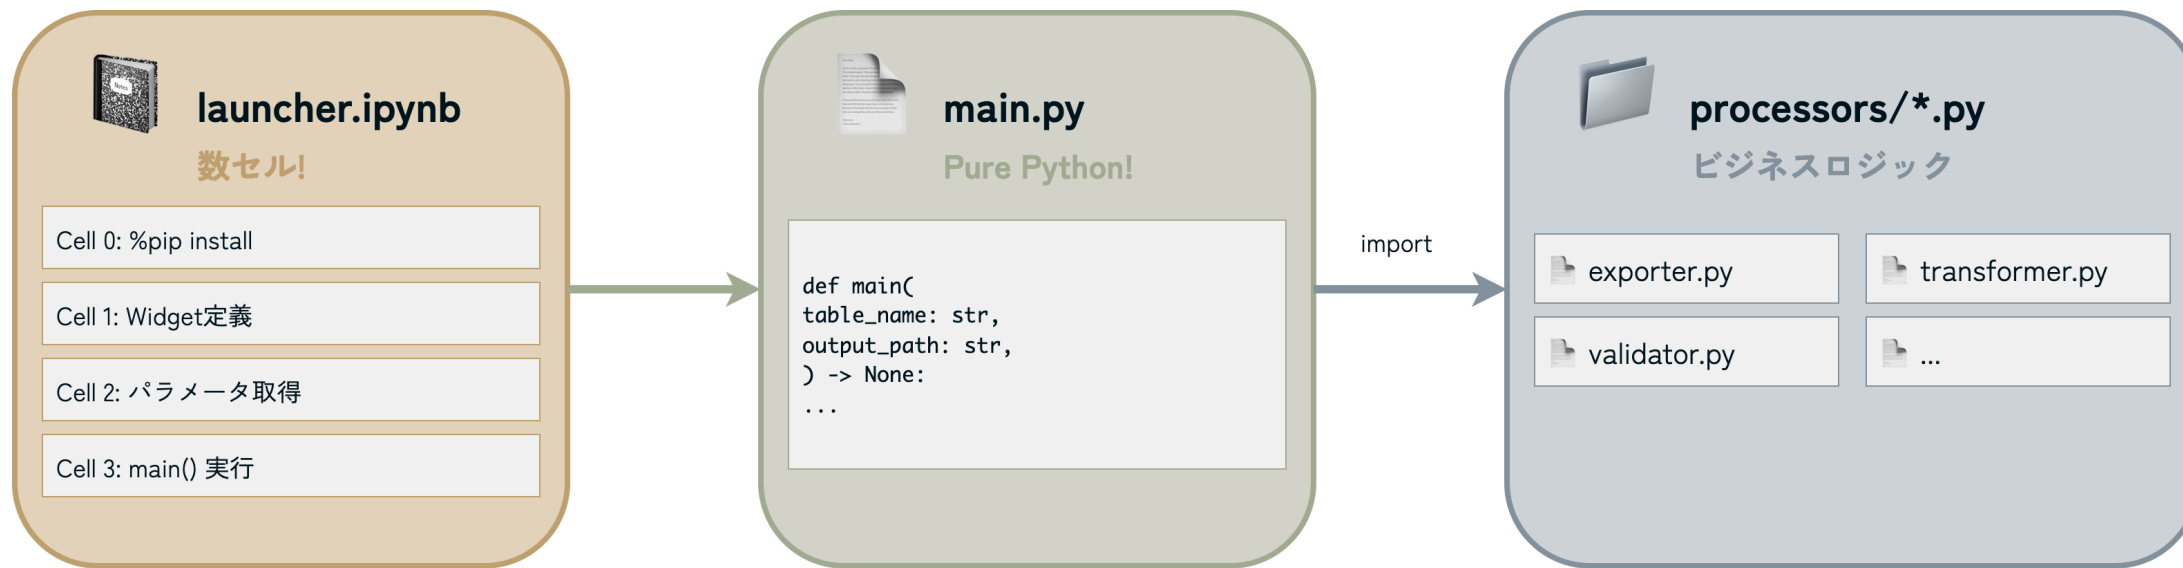 launcher.ipynb
数セル!
Cell 0: %pip install
Cell 1: Widget定義
Cell 2: パラメータ取得
Cell 3: main() 実行
main.py
Pure Python!
def main(
table_name: str,
output_path: str,
) -> None:
...
import
processors/*.py
ビジネスロジック
exporter.py
transformer.py
validator.py
...